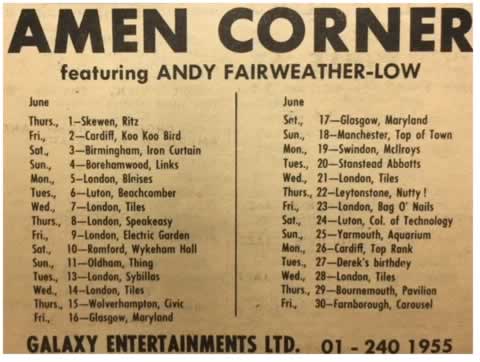 AMEN CORNER
featuring ANDY FAIRWEATHER-LOW
June
Thurs., 1—Skewen, Ritz
Fri., 2—Cardiff, Koo Koo Bird
Sat., 3—Birmingham, Iron Curtain
Sun., 4—Borehamwood, Links
Mon., 5—London, Blaises
Tues., 6—Luton, Beachcomber
Wed., 7—London, Tiles
Thurs., 8—London, Speakeasy
Fri., 9—London, Electric Garden
Sat., 10—Romford, Wykeham Hall
Sun., 11—Oldham, Thing
Tues., 13—London, Sybillas
Wed., 14—London, Tiles
Thurs., 15—Wolverhampton, Civic
Fri., 16—Glasgow, Maryland
June
Sat., 17—Glasgow, Maryland
Sun., 18—Manchester, Top of Town
Mon., 19—Swindon, McIlroys
Tues., 20—Stanstead Abbotts
Wed., 21—London, Tiles
Thurs., 22—Leytonstone, Nutty !
Fri., 23—London, Bag O' Nails
Sat., 24—Luton, Col. of Technology
Sun., 25—Yarmouth, Aquarium
Mon., 26—Cardiff, Top Rank
Tues., 27—Derek's birthday
Wed., 28—London, Tiles
Thurs., 29—Bournemouth, Pavilion
Fri., 30—Farnborough, Carousel
GALAXY ENTERTAINMENTS LTD. 01 - 240 1955